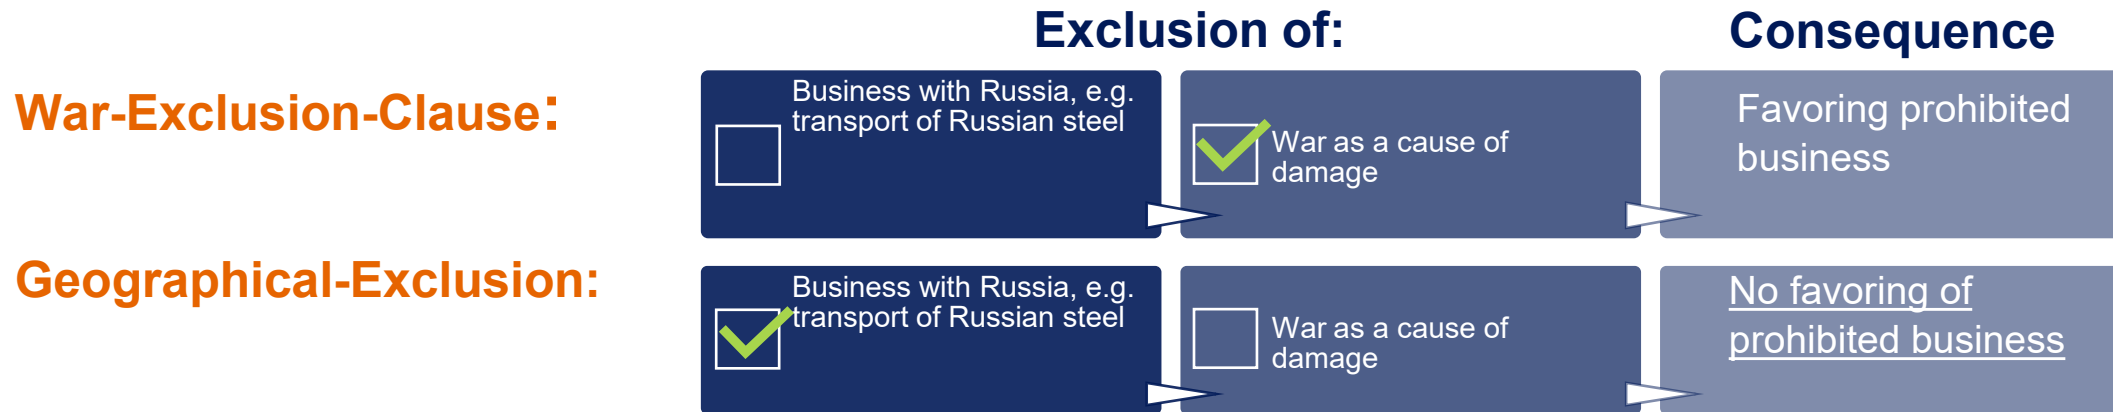 Exclusion of:
Consequence
War-Exclusion-Clause:
Business with Russia, e.g.
transport of Russian steel
War as a cause of
damage
Favoring prohibited
business
Geographical-Exclusion:
Business with Russia, e.g.
transport of Russian steel
War as a cause of
damage
No favoring of
prohibited business